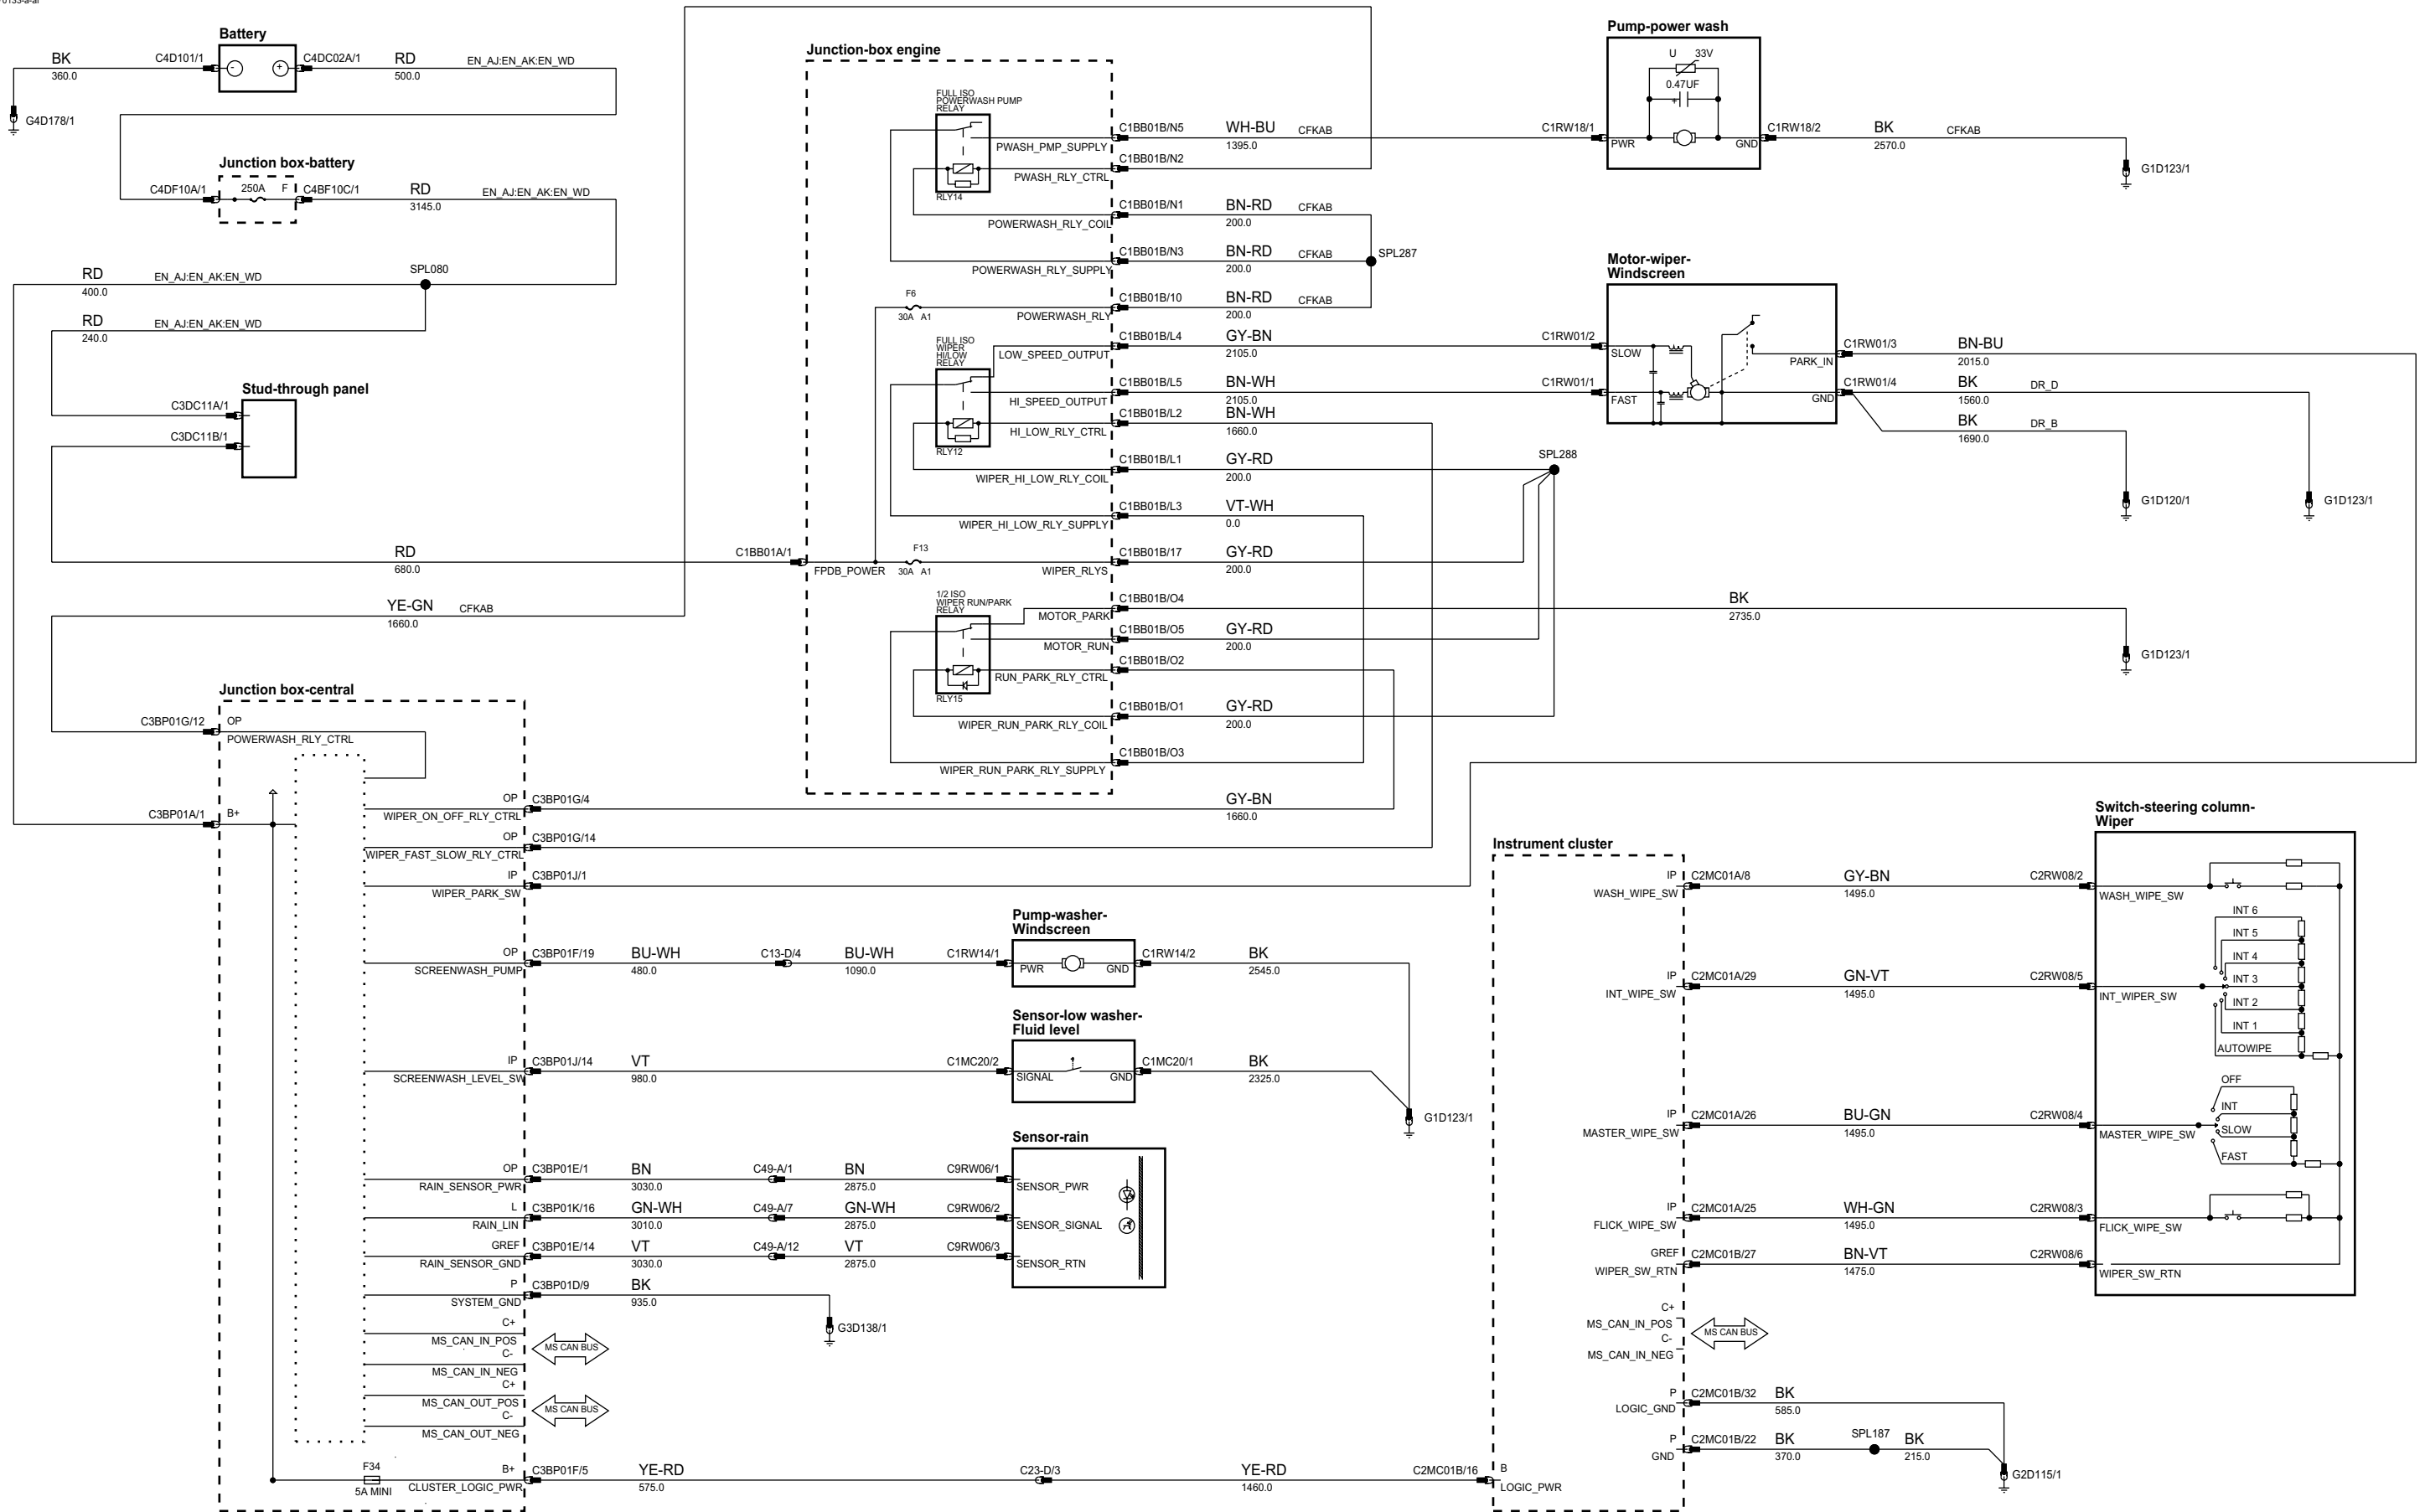 Battery
BK
360.0
C4D101/1
-
+
C4DC02A/1
RD
500.0
EN_AJ:EN_AK:EN_WD
G4D178/1
Junction box-battery
C4DF10A/1
250A F
C4BF10C/1
RD
3145.0
EN_AJ:EN_AK:EN_WD
RD
400.0
EN_AJ:EN_AK:EN_WD
SPL080
RD
240.0
EN_AJ:EN_AK:EN_WD
Stud-through panel
C3DC11A/1
C3DC11B/1
RD
680.0
C1BB01A/1
YE-GN
1660.0
CFKAB
Junction-box engine
FULL ISO
POWERWASH PUMP
RELAY
RLY14
C1BB01B/N5
WH-BU
1395.0
CFKAB
PWASH_PMP_SUPPLY
C1BB01B/N2
PWASH_RLY_CTRL
C1BB01B/N1
BN-RD
200.0
CFKAB
POWERWASH_RLY_COIL
C1BB01B/N3
BN-RD
200.0
CFKAB
SPL287
POWERWASH_RLY_SUPPLY
F6
30A A1
C1BB01B/10
BN-RD
200.0
CFKAB
POWERWASH_RLY
FULL ISO
WIPER
HI/LOW
RELAY
RLY12
C1BB01B/L4
GY-BN
2105.0
LOW_SPEED_OUTPUT
C1BB01B/L5
BN-WH
2105.0
HI_SPEED_OUTPUT
C1BB01B/L2
BN-WH
1660.0
HI_LOW_RLY_CTRL
C1BB01B/L1
GY-RD
200.0
SPL288
WIPER_HI_LOW_RLY_COIL
C1BB01B/L3
VT-WH
0.0
WIPER_HI_LOW_RLY_SUPPLY
FPDB_POWER
F13
30A A1
C1BB01B/17
GY-RD
200.0
WIPER_RLYS
1/2 ISO
WIPER RUN/PARK
RELAY
RLY15
C1BB01B/O4
BK
2735.0
MOTOR_PARK
C1BB01B/O5
GY-RD
200.0
MOTOR_RUN
C1BB01B/O2
RUN_PARK_RLY_CTRL
C1BB01B/O1
GY-RD
200.0
WIPER_RUN_PARK_RLY_COIL
C1BB01B/O3
WIPER_RUN_PARK_RLY_SUPPLY
G1D123/1
Pump-power wash
U 33V
0.47UF
+
C1RW18/1
PWR
GND
C1RW18/2
BK
2570.0
CFKAB
G1D123/1
Motor-wiper-
Windscreen
C1RW01/2
SLOW
C1RW01/1
FAST
PARK_IN
GND
C1RW01/3
BN-BU
2015.0
C1RW01/4
BK
1560.0
DR_D
BK
1690.0
DR_B
G1D120/1
G1D123/1
Junction box-central
C3BP01G/12
OP
POWERWASH_RLY_CTRL
C3BP01A/1
B+
OP
C3BP01G/4
GY-BN
1660.0
WIPER_ON_OFF_RLY_CTRL
OP
C3BP01G/14
WIPER_FAST_SLOW_RLY_CTRL
IP
C3BP01J/1
WIPER_PARK_SW
OP
C3BP01F/19
BU-WH
480.0
C13-D/4
BU-WH
1090.0
C1RW14/1
SCREENWASH_PUMP
Pump-washer-
Windscreen
PWR
GND
C1RW14/2
BK
2545.0
IP
C3BP01J/14
VT
980.0
C1MC20/2
SCREENWASH_LEVEL_SW
Sensor-low washer-
Fluid level
SIGNAL
GND
C1MC20/1
BK
2325.0
G1D123/1
Sensor-rain
OP
C3BP01E/1
BN
3030.0
C49-A/1
BN
2875.0
C9RW06/1
RAIN_SENSOR_PWR
SENSOR_PWR
L
C3BP01K/16
GN-WH
3010.0
C49-A/7
GN-WH
2875.0
C9RW06/2
RAIN_LIN
SENSOR_SIGNAL
GREF
C3BP01E/14
VT
3030.0
C49-A/12
VT
2875.0
C9RW06/3
RAIN_SENSOR_GND
SENSOR_RTN
P
C3BP01D/9
BK
935.0
SYSTEM_GND
G3D138/1
C+
MS_CAN_IN_POS
C-
MS_CAN_IN_NEG
MS CAN BUS
C+
MS_CAN_OUT_POS
C-
MS_CAN_OUT_NEG
MS CAN BUS
F34
5A MINI
B+
C3BP01F/5
YE-RD
575.0
C23-D/3
YE-RD
1460.0
C2MC01B/16
CLUSTER_LOGIC_PWR
Instrument cluster
B
LOGIC_PWR
IP
C2MC01A/8
GY-BN
1495.0
C2RW08/2
WASH_WIPE_SW
IP
C2MC01A/29
GN-VT
1495.0
C2RW08/5
INT_WIPE_SW
IP
C2MC01A/26
BU-GN
1495.0
C2RW08/4
MASTER_WIPE_SW
IP
C2MC01A/25
WH-GN
1495.0
C2RW08/3
FLICK_WIPE_SW
GREF
C2MC01B/27
BN-VT
1475.0
C2RW08/6
WIPER_SW_RTN
C+
MS_CAN_IN_POS
C-
MS_CAN_IN_NEG
MS CAN BUS
P
C2MC01B/32
BK
585.0
LOGIC_GND
P
C2MC01B/22
BK
370.0
SPL187
BK
215.0
GND
G2D115/1
Switch-steering column-
Wiper
WASH_WIPE_SW
INT 6
INT 5
INT 4
INT 3
INT_WIPER_SW
INT 2
INT 1
AUTOWIPE
OFF
INT
SLOW
MASTER_WIPE_SW
FAST
FLICK_WIPE_SW
WIPER_SW_RTN